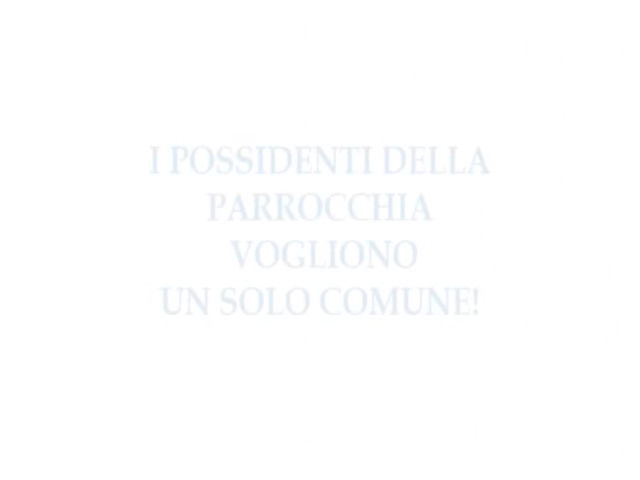 I POSSIDENTI DELLA
PARROCCHIA
VOGLIONO
UN SOLO COMUNE!